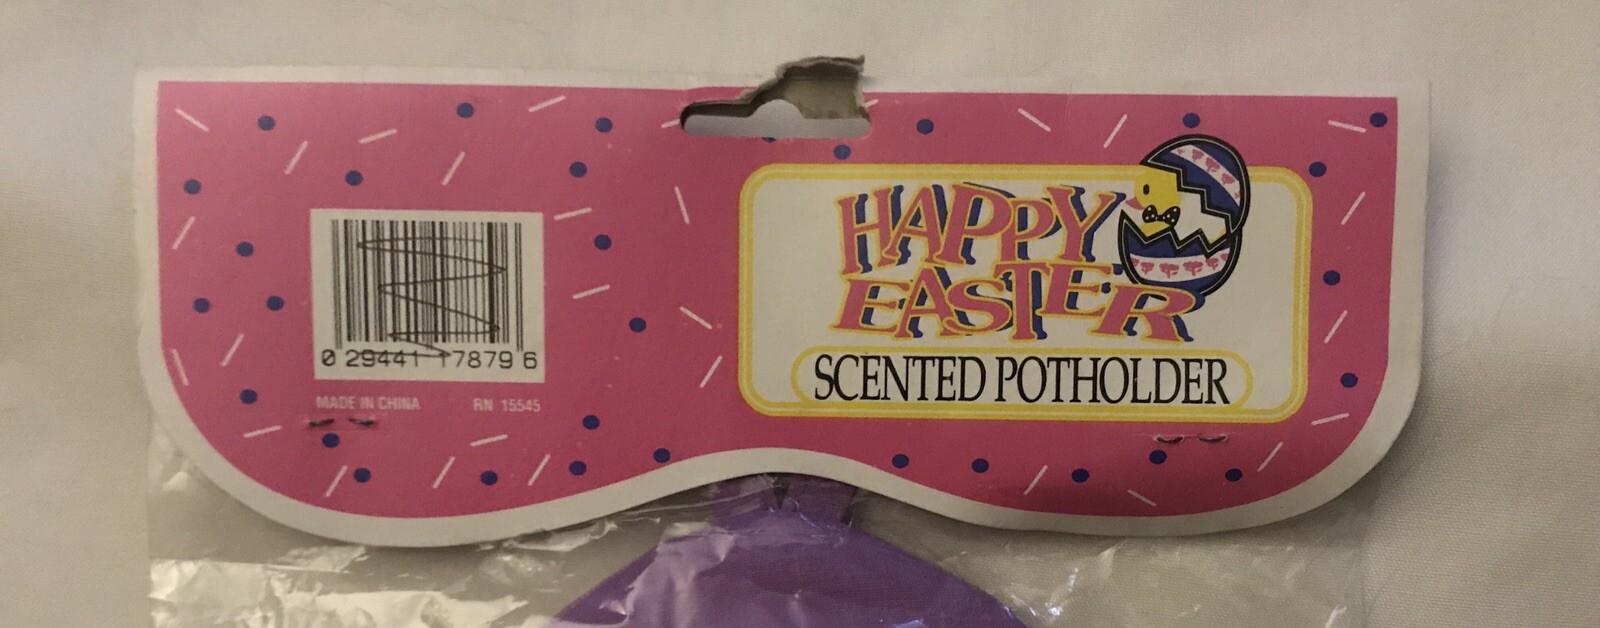 HAPPY
EASTER
SCENTED POTHOLDER
0 29441 17879 6
MADE IN CHINA RN 15545